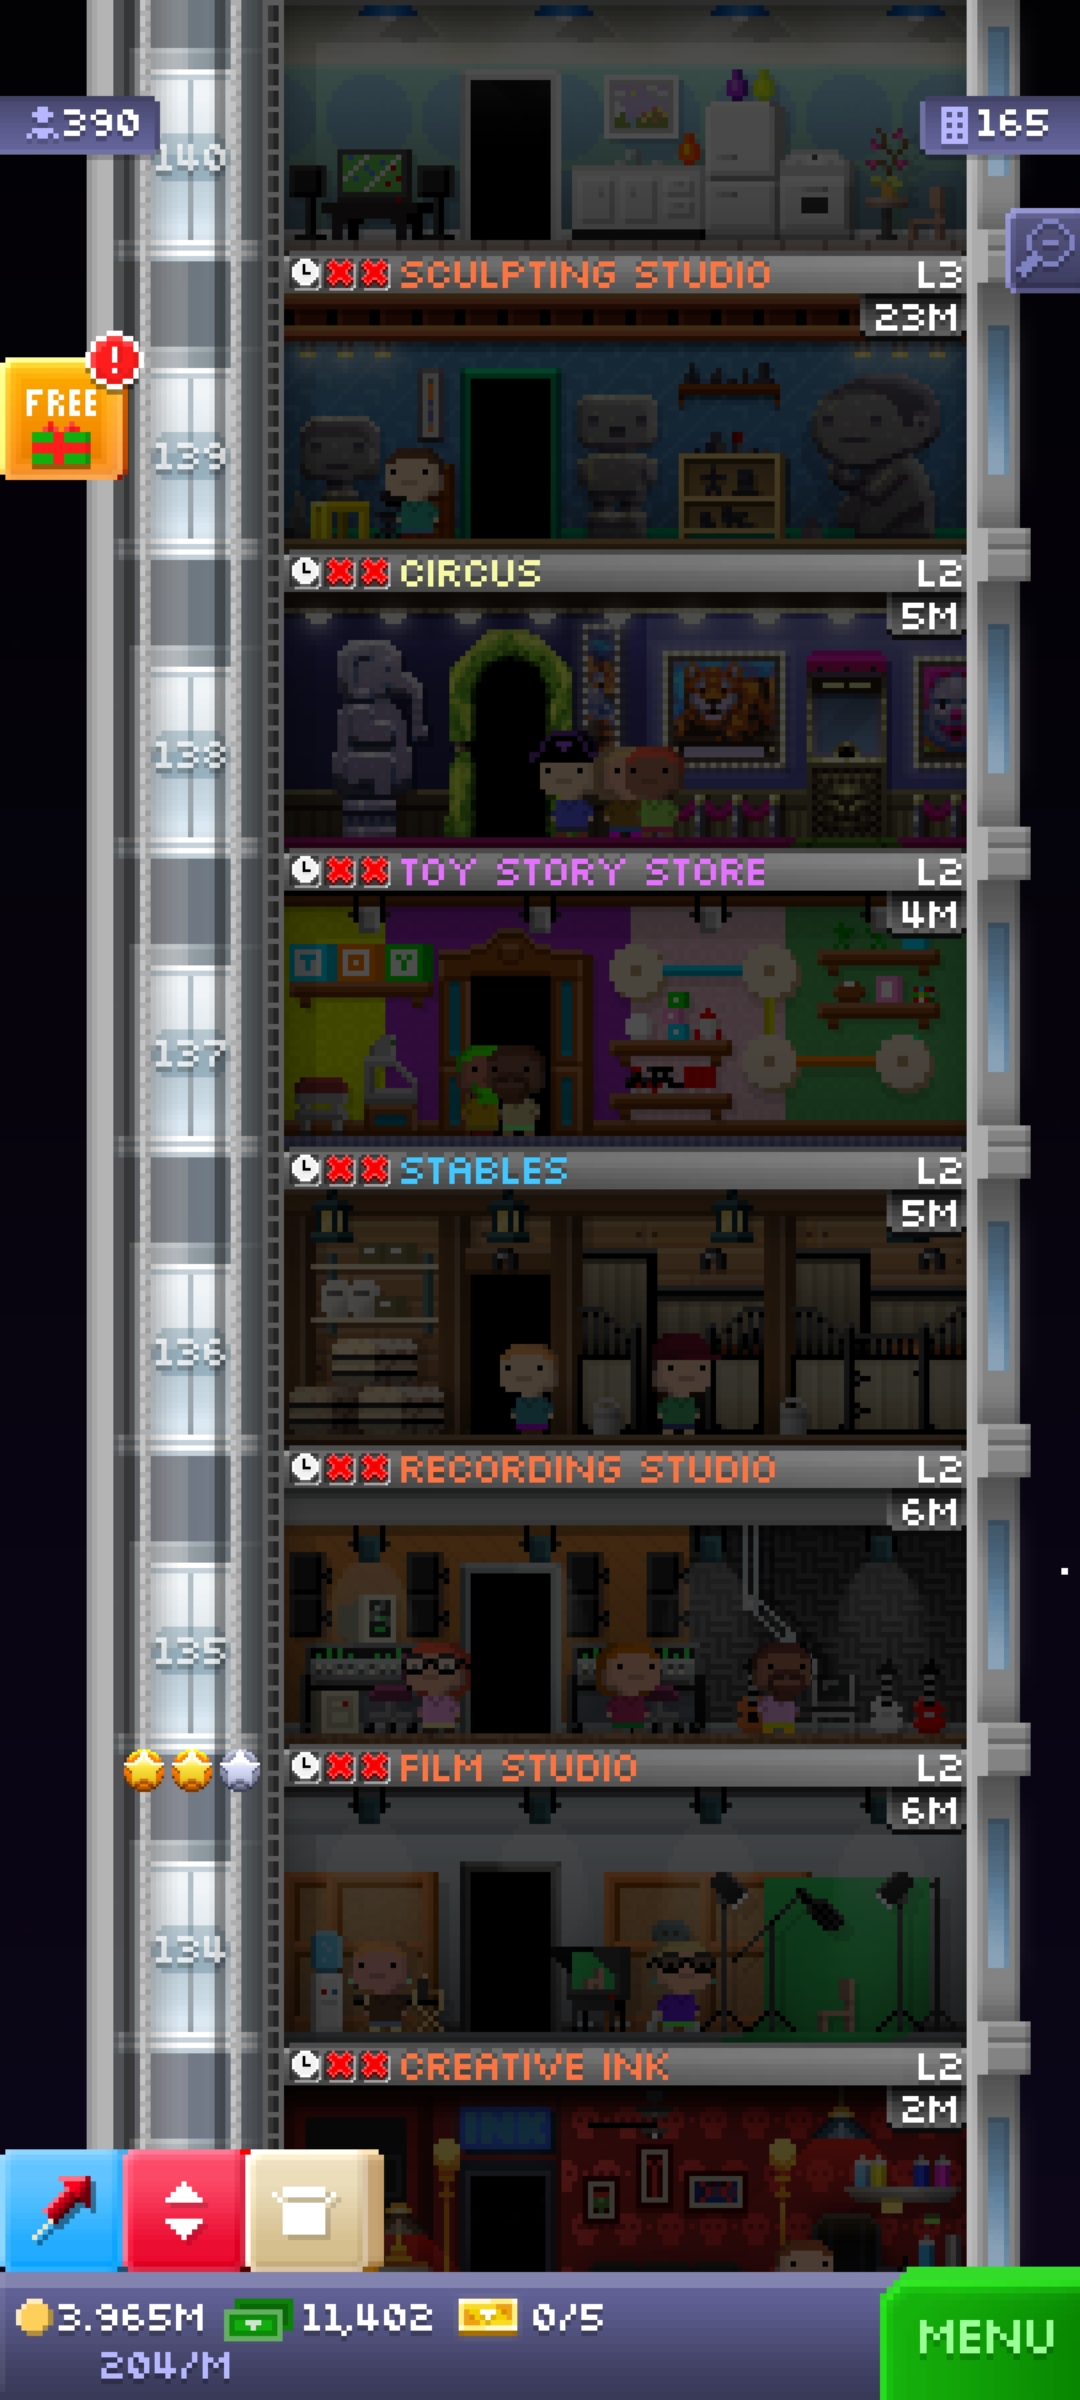 390
165
140
SCULPTING STUDIO L3
23M
FREE
!
139
CIRCUS L2
5M
138
TOY STORY STORE L2
4M
T O Y
137
STABLES L2
5M
136
RECORDING STUDIO L2
6M
135
FILM STUDIO L2
6M
134
CREATIVE INK L2
2M
INK
3.965M 11,402 0/5
204/M
MENU